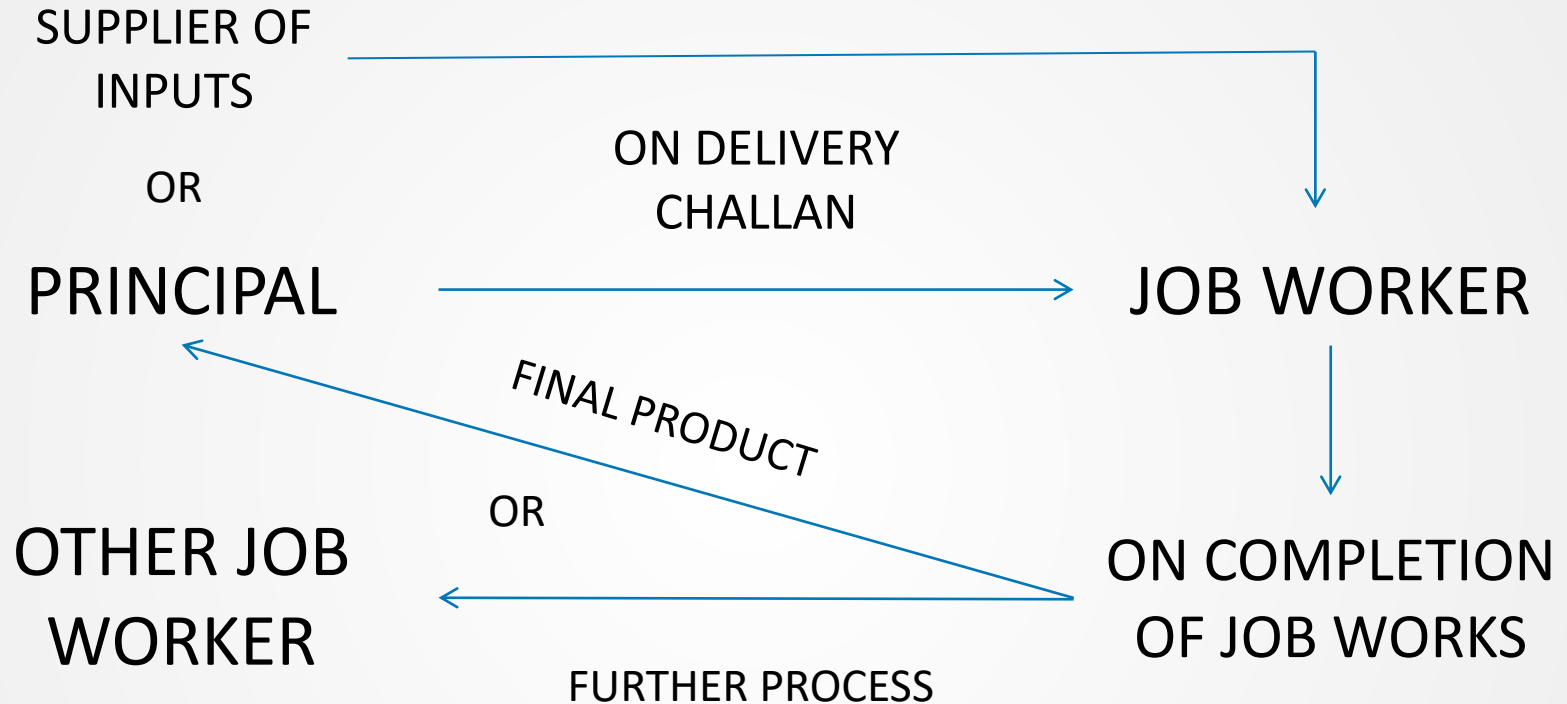 SUPPLIER OF
INPUTS
OR
ON DELIVERY
CHALLAN
PRINCIPAL
JOB WORKER
FINAL PRODUCT
OR
OTHER JOB
WORKER
ON COMPLETION
OF JOB WORKS
FURTHER PROCESS